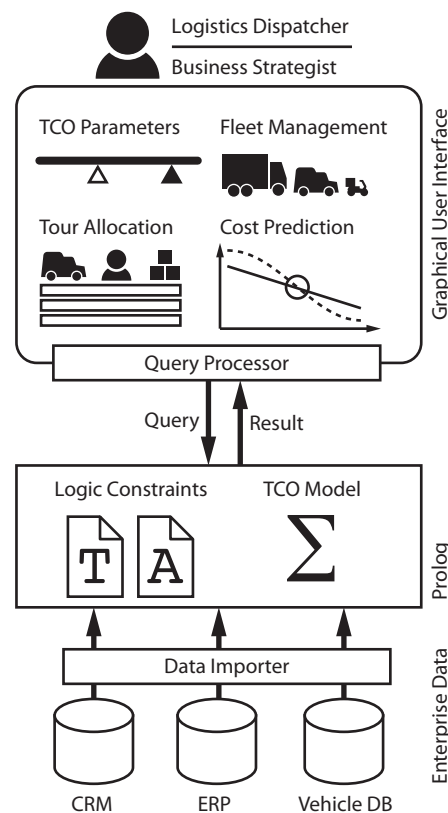 Logistics Dispatcher
Business Strategist
TCO Parameters
Fleet Management
Tour Allocation
Cost Prediction
Graphical User Interface
Query Processor
Query
Result
Logic Constraints
TCO Model
T
A
Σ
Prolog
Data Importer
Enterprise Data
CRM
ERP
Vehicle DB